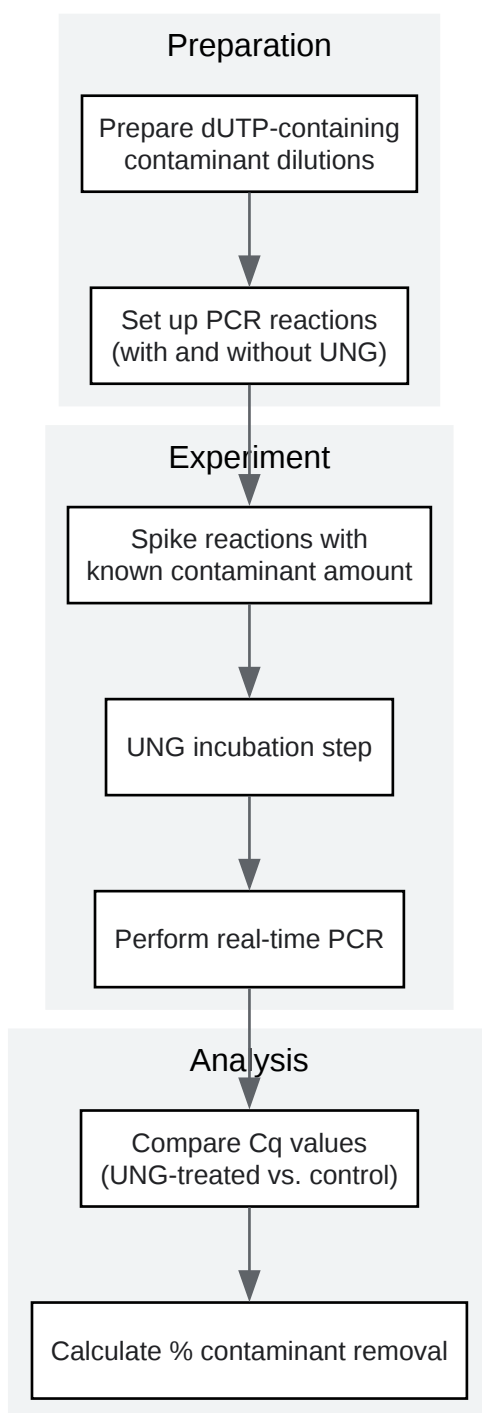 Preparation
Prepare dUTP-containing
contaminant dilutions
Set up PCR reactions
(with and without UNG)
Experiment
Spike reactions with
known contaminant amount
UNG incubation step
Perform real-time PCR
Analysis
Compare Cq values
(UNG-treated vs. control)
Calculate % contaminant removal